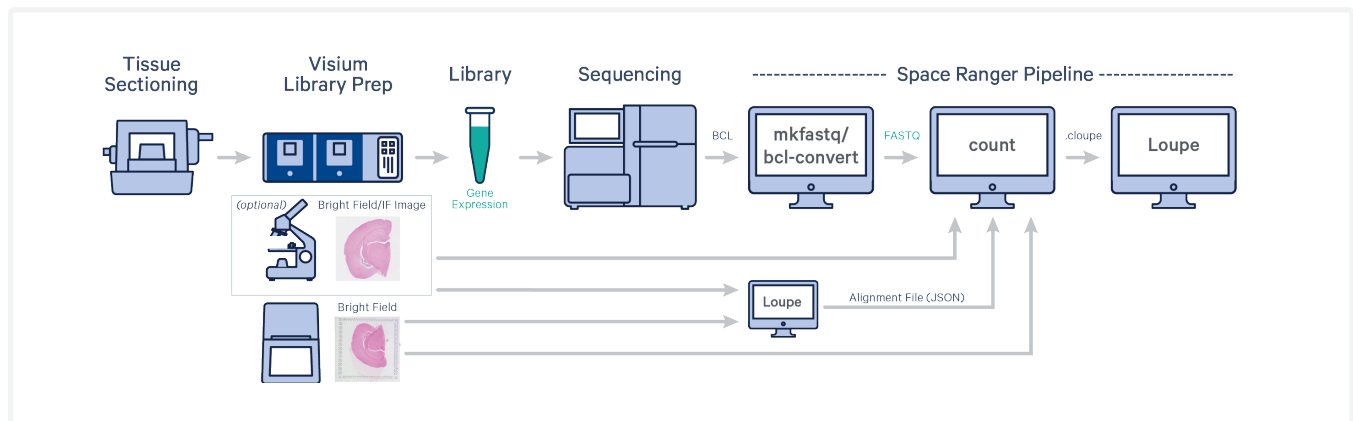 Tissue
Sectioning
Visium
Library Prep
Library
Sequencing
Space Ranger Pipeline
BCL
mkfastq/
bcl-convert
FASTQ
count
.cloupe
Loupe
Gene
Expression
(optional)
Bright Field/IF Image
Bright Field
Loupe
Alignment File (JSON)